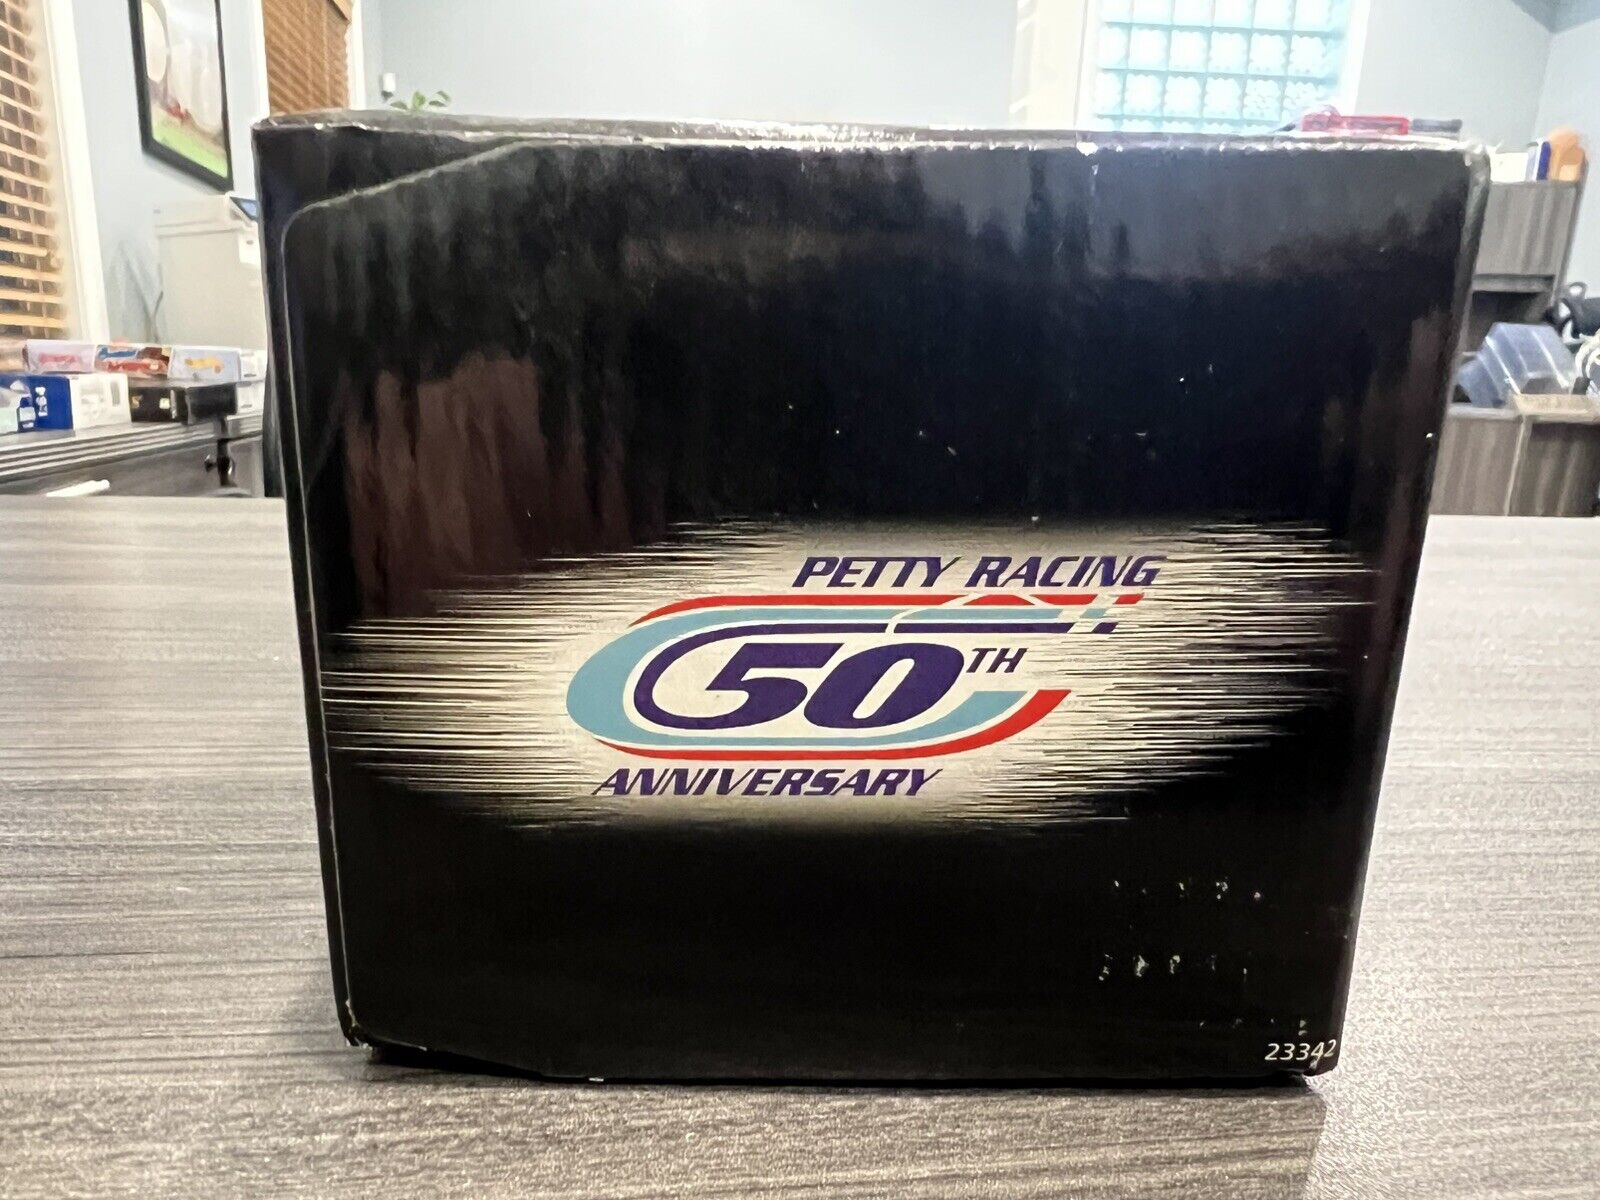 PETTY RACING
50TH
ANNIVERSARY
23342